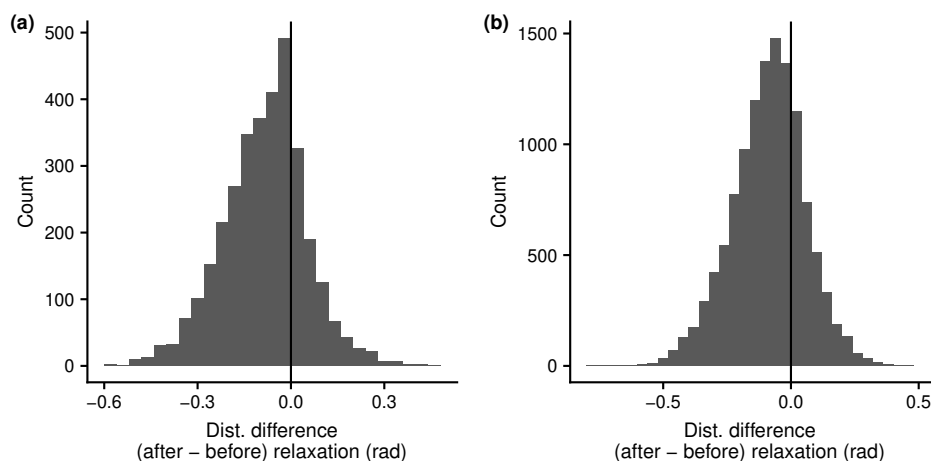 (a)
500
400
300
200
100
0
Count
−0.6 −0.3 0.0 0.3
Dist. difference
(after − before) relaxation (rad)
(b)
1500
1000
500
0
Count
−0.5 0.0 0.5
Dist. difference
(after − before) relaxation (rad)